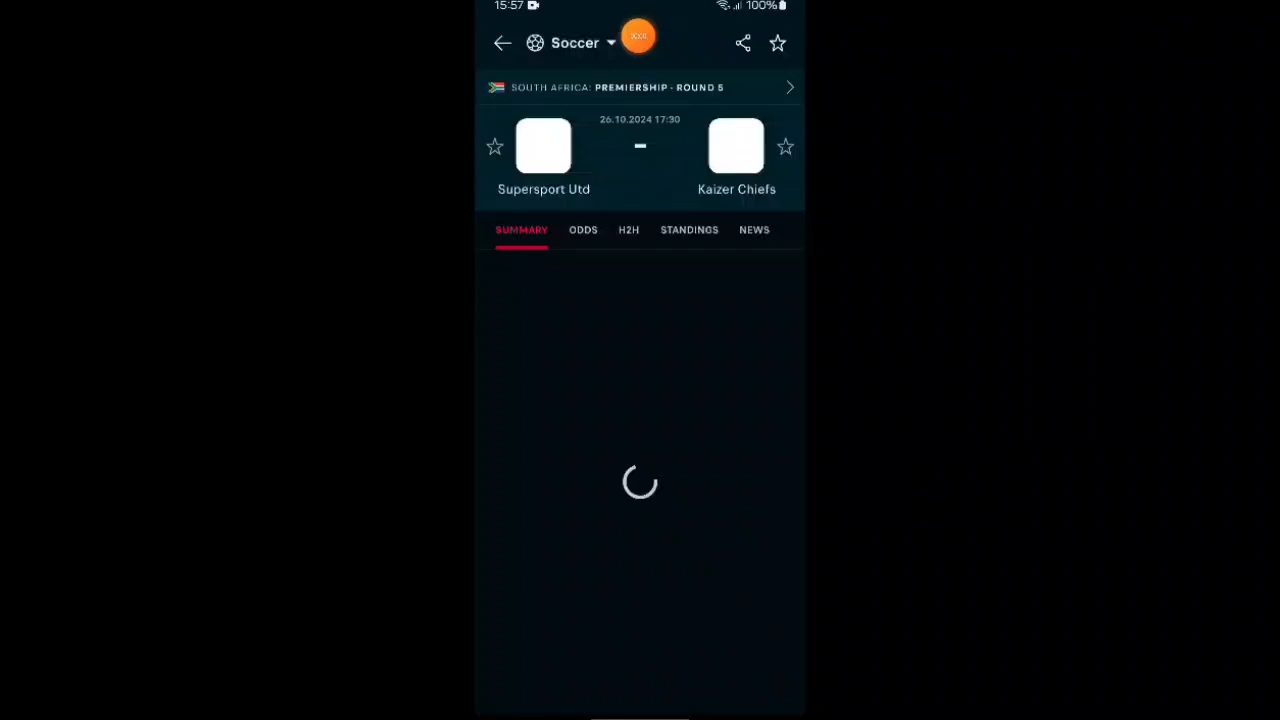 15:57 100%
Soccer
SOUTH AFRICA: PREMIERSHIP - ROUND 5
26.10.2024 17:30
-
Supersport Utd Kaizer Chiefs
SUMMARY ODDS H2H STANDINGS NEWS